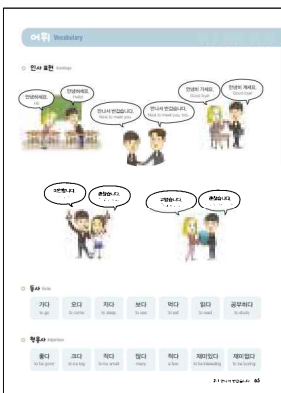 어휘 Vocabulary
인사 표현 Greetings
안녕하세요.
Hi!
안녕하세요.
Hello!
만나서 반갑습니다.
Nice to meet you.
만나서 반갑습니다.
Nice to meet you, too.
안녕히 가세요.
Good bye!
안녕히 계세요.
Good bye!
미안합니다.
괜찮습니다.
고맙습니다.
괜찮습니다.
동사 Verbs
가다 오다 자다 보다 먹다 읽다 공부하다
to go to come to sleep to see to eat to read to study
형용사 Adjectives
좋다 크다 작다 많다 적다 재미있다 재미없다
to be good to be big to be small many a few to be interesting to be boring